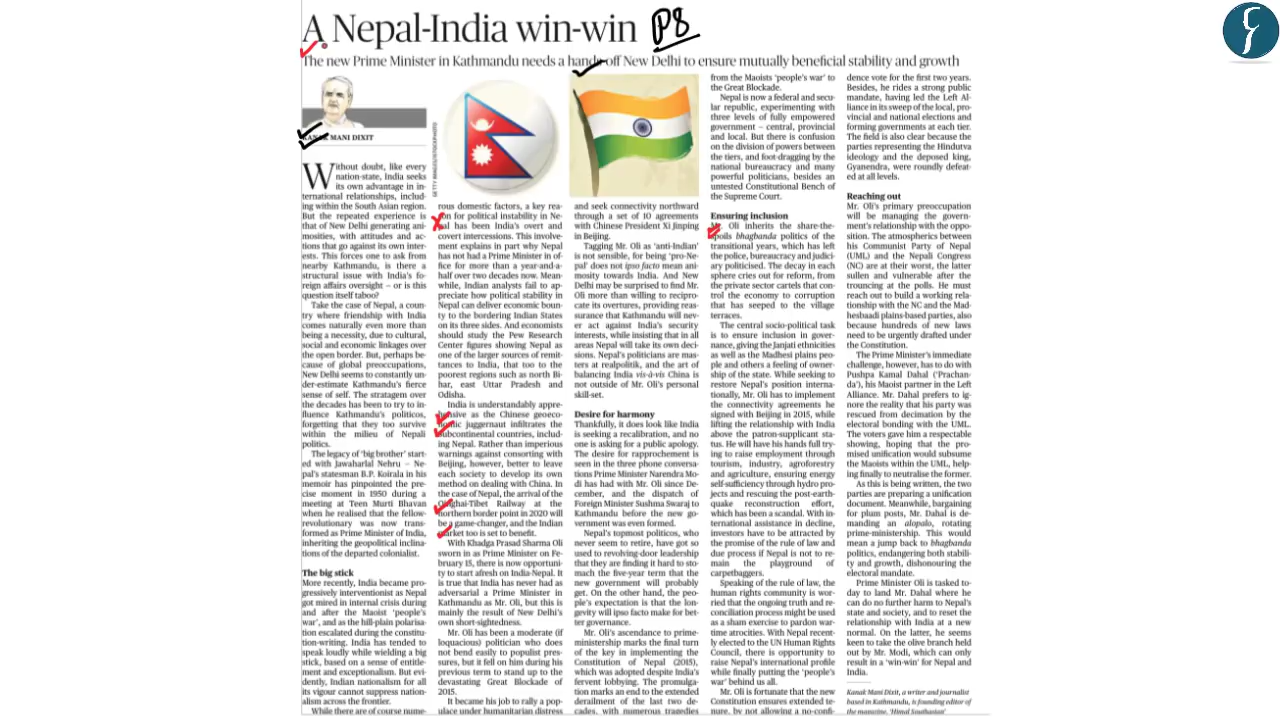 A Nepal-India win-win P8
The new Prime Minister in Kathmandu needs a hands-off New Delhi to ensure mutually beneficial stability and growth
KANAK MANI DIXIT
Without doubt, like every
nation-state, India seeks
its own advantage in in-
ternational relationships, includ-
ing within the South Asian region.
But the repeated experience is
that of New Delhi generating ani-
mosities, with attitudes and ac-
tions that go against its own inter-
ests. This forces one to ask from
nearby Kathmandu, is there a
structural issue with India's fo-
reign affairs oversight – or is this
question itself taboo?
Take the case of Nepal, a coun-
try where friendship with India
comes naturally even more than
being a necessity, due to cultural,
social and economic linkages over
the open border. But, perhaps be-
cause of global preoccupations,
New Delhi seems to constantly un-
der-estimate Kathmandu's fierce
sense of self. The stratagem over
the decades has been to try to in-
fluence Kathmandu's politicos,
forgetting that they too survive
within the milieu of Nepali
politics.
The legacy of 'big brother' start-
ed with Jawaharlal Nehru – Ne-
pal's statesman B.P. Koirala in his
memoir has pinpointed the pre-
cise moment in 1950 during a
meeting at Teen Murti Bhavan
when he realised that the fellow-
revolutionary was now trans-
formed as Prime Minister of India,
inheriting the geopolitical inclina-
tions of the departed colonialist.
The big stick
More recently, India became pro-
gressively interventionist as Nepal
got mired in internal crisis during
and after the Maoist 'people's
war', and as the hill-plain polarisa-
tion escalated during the constitu-
tion-writing. India has tended to
speak loudly while wielding a big
stick, based on a sense of entitle-
ment and exceptionalism. But evi-
dently, Indian nationalism for all
its vigour cannot suppress nation-
alism across the frontier.
While there are of course nume-
GETTY IMAGES/ISTOCKPHOTO
rous domestic factors, a key rea-
son for political instability in Ne-
pal has been India's overt and
covert intercessions. This involve-
ment explains in part why Nepal
has not had a Prime Minister in of-
fice for more than a year-and-a-
half over two decades now. Mean-
while, Indian analysts fail to ap-
preciate how political stability in
Nepal can deliver economic boun-
ty to the bordering Indian States
on its three sides. And economists
should study the Pew Research
Center figures showing Nepal as
one of the larger sources of remit-
tances to India, that too to the
poorest regions such as north Bi-
har, east Uttar Pradesh and
Odisha.
India is understandably appre-
hensive as the Chinese geoeco-
nomic juggernaut infiltrates the
subcontinental countries, includ-
ing Nepal. Rather than imperious
warnings against consorting with
Beijing, however, better to leave
each society to develop its own
method on dealing with China. In
the case of Nepal, the arrival of the
Qinghai-Tibet Railway at the
northern border point in 2020 will
be a game-changer, and the Indian
market too is set to benefit.
With Khadga Prasad Sharma Oli
sworn in as Prime Minister on Fe-
bruary 15, there is now opportuni-
ty to start afresh on India-Nepal. It
is true that India has never had as
adversarial a Prime Minister in
Kathmandu as Mr. Oli, but this is
mainly the result of New Delhi's
own short-sightedness.
Mr. Oli has been a moderate (if
loquacious) politician who does
not bend easily to populist pres-
sures, but it fell on him during his
previous term to stand up to the
devastating Great Blockade of
2015.
It became his job to rally a pop-
ulace under humanitarian distress
and seek connectivity northward
through a set of 10 agreements
with Chinese President Xi Jinping
in Beijing.
Tagging Mr. Oli as 'anti-Indian'
is not sensible, for being 'pro-Ne-
pal' does not ipso facto mean ani-
mosity towards India. And New
Delhi may be surprised to find Mr.
Oli more than willing to recipro-
cate its overtures, providing reas-
surance that Kathmandu will nev-
er act against India's security
interests, while insisting that in all
areas Nepal will take its own deci-
sions. Nepal's politicians are mas-
ters at realpolitik, and the art of
balancing India vis-à-vis China is
not outside of Mr. Oli's personal
skill-set.
Desire for harmony
Thankfully, it does look like India
is seeking a recalibration, and no
one is asking for a public apology.
The desire for rapprochement is
seen in the three phone conversa-
tions Prime Minister Narendra Mo-
di has had with Mr. Oli since De-
cember, and the dispatch of
Foreign Minister Sushma Swaraj to
Kathmandu before the new go-
vernment was even formed.
Nepal's topmost politicians, who
never seem to retire, have got so
used to revolving-door leadership
that they are finding it hard to sto-
mach the five-year term that the
new government will probably
get. On the other hand, the peo-
ple's expectation is that the lon-
gevity will ipso facto make for bet-
ter governance.
Mr. Oli's ascendance to prime-
ministership marks the final turn
of the key in implementing the
Constitution of Nepal (2015),
which was adopted despite India's
fervent lobbying. The promulga-
tion marks an end to the extended
derailment of the last two de-
cades, with numerous tragedies
from the Maoists 'people's war' to
the Great Blockade.
Nepal is now a federal and secu-
lar republic, experimenting with
three levels of fully empowered
government – central, provincial
and local. But there is confusion
on the division of powers between
the tiers, and foot-dragging by the
national bureaucracy and many
powerful politicians, besides an
untested Constitutional Bench of
the Supreme Court.
Ensuring inclusion
Mr. Oli inherits the share-the-
spoils bhagbanda politics of the
transitional years, which has left
the police, bureaucracy and judici-
ary politicised. The decay in each
sphere cries out for reform, from
the private sector cartels that con-
trol the economy to corruption
that has seeped to the village
terraces.
The central socio-political task
is to ensure inclusion in gover-
nance, giving the Janjati ethnicities
as well as the Madhesi plains peo-
ple and others a feeling of owner-
ship of the state. While seeking to
restore Nepal's position interna-
tionally, Mr. Oli has to implement
the connectivity agreements he
signed with Beijing in 2015, while
lifting the relationship with India
above the patron-supplicant sta-
tus. He will have his hands full try-
ing to raise employment through
tourism, industry, agroforestry
and agriculture, ensuring energy
self-sufficiency through hydro pro-
jects and rescuing the post-earth-
quake reconstruction effort,
which has been a scandal. With in-
ternational assistance in decline,
investors have to be attracted by
the promise of the rule of law and
due process if Nepal is not to re-
main the playground of
carpetbaggers.
Speaking of the rule of law, the
human rights community is wor-
ried that the ongoing truth and re-
conciliation process might be used
as a sham exercise to pardon war-
time atrocities. With Nepal recent-
ly elected to the UN Human Rights
Council, there is opportunity to
raise Nepal's international profile
while finally putting the 'people's
war' behind us all.
Mr. Oli is fortunate that the new
Constitution ensures extended te-
nure, by not allowing a no-confi-
dence vote for the first two years.
Besides, he rides a strong public
mandate, having led the Left Al-
liance in its sweep of the local, pro-
vincial and national elections and
forming governments at each tier.
The field is also clear because the
parties representing the Hindutva
ideology and the deposed king,
Gyanendra, were roundly defeat-
ed at all levels.
Reaching out
Mr. Oli's primary preoccupation
will be managing the govern-
ment's relationship with the oppo-
sition. The atmospherics between
his Communist Party of Nepal
(UML) and the Nepali Congress
(NC) are at their worst, the latter
sullen and vulnerable after the
trouncing at the polls. He must
reach out to build a working rela-
tionship with the NC and the Mad-
hesbaadi plains-based parties, also
because hundreds of new laws
need to be urgently drafted under
the Constitution.
The Prime Minister's immediate
challenge, however, has to do with
Pushpa Kamal Dahal ('Prachan-
da'), his Maoist partner in the Left
Alliance. Mr. Dahal prefers to ig-
nore the reality that his party was
rescued from decimation by the
electoral bonding with the UML.
The voters gave him a respectable
showing, hoping that the pro-
mised unification would subsume
the Maoists within the UML, help-
ing finally to neutralise the former.
As this is being written, the two
parties are preparing a unification
document. Meanwhile, bargaining
for plum posts, Mr. Dahal is de-
manding an alopalo, rotating
prime-ministership. This would
mean a jump back to bhagbanda
politics, endangering both stabili-
ty and growth, dishonouring the
electoral mandate.
Prime Minister Oli is tasked to-
day to land Mr. Dahal where he
can do no further harm to Nepal's
state and society, and to reset the
relationship with India at a new
normal. On the latter, he seems
keen to take the olive branch held
out by Mr. Modi, which can only
result in a 'win-win' for Nepal and
India.
Kanak Mani Dixit, a writer and journalist
based in Kathmandu, is founding editor of
the magazine, 'Himal Southasian'